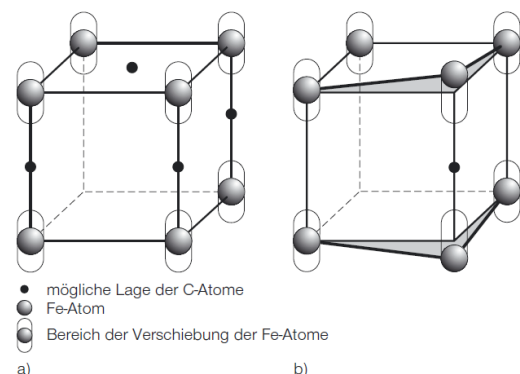 mögliche Lage der C-Atome
Fe-Atom
Bereich der Verschiebung der Fe-Atome
a)
b)